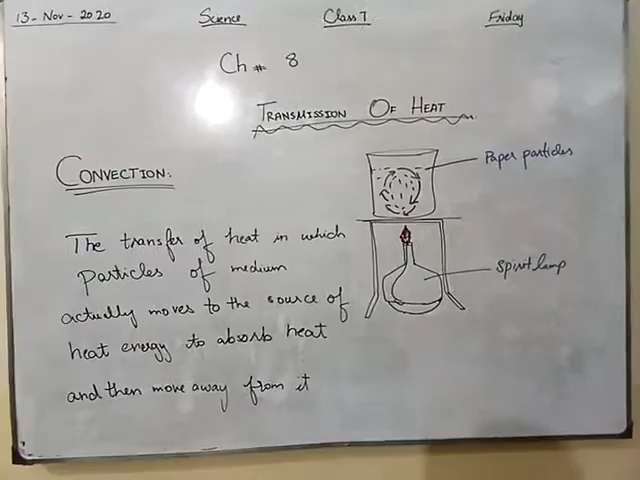 13-Nov-2020 Science Class 7 Friday
Ch # 8
TRANSMISSION OF HEAT
CONVECTION:
The transfer of heat in which
particles of medium
actually moves to the source of
heat energy to absorb heat
and then move away from it
Paper particles
Spirit lamp